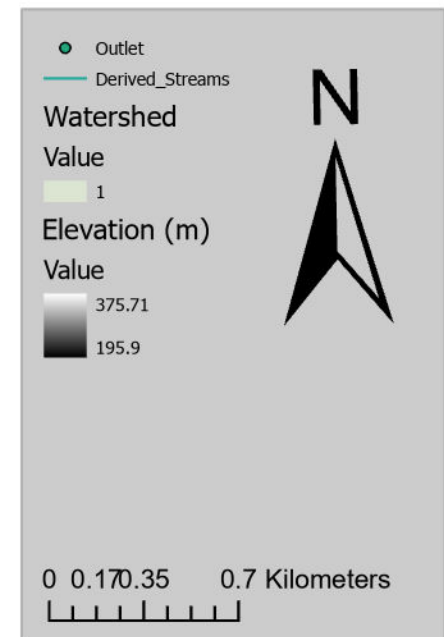 Outlet
Derived_Streams
N
Watershed
Value
1
Elevation (m)
Value
375.71
195.9
0 0.170.35 0.7 Kilometers